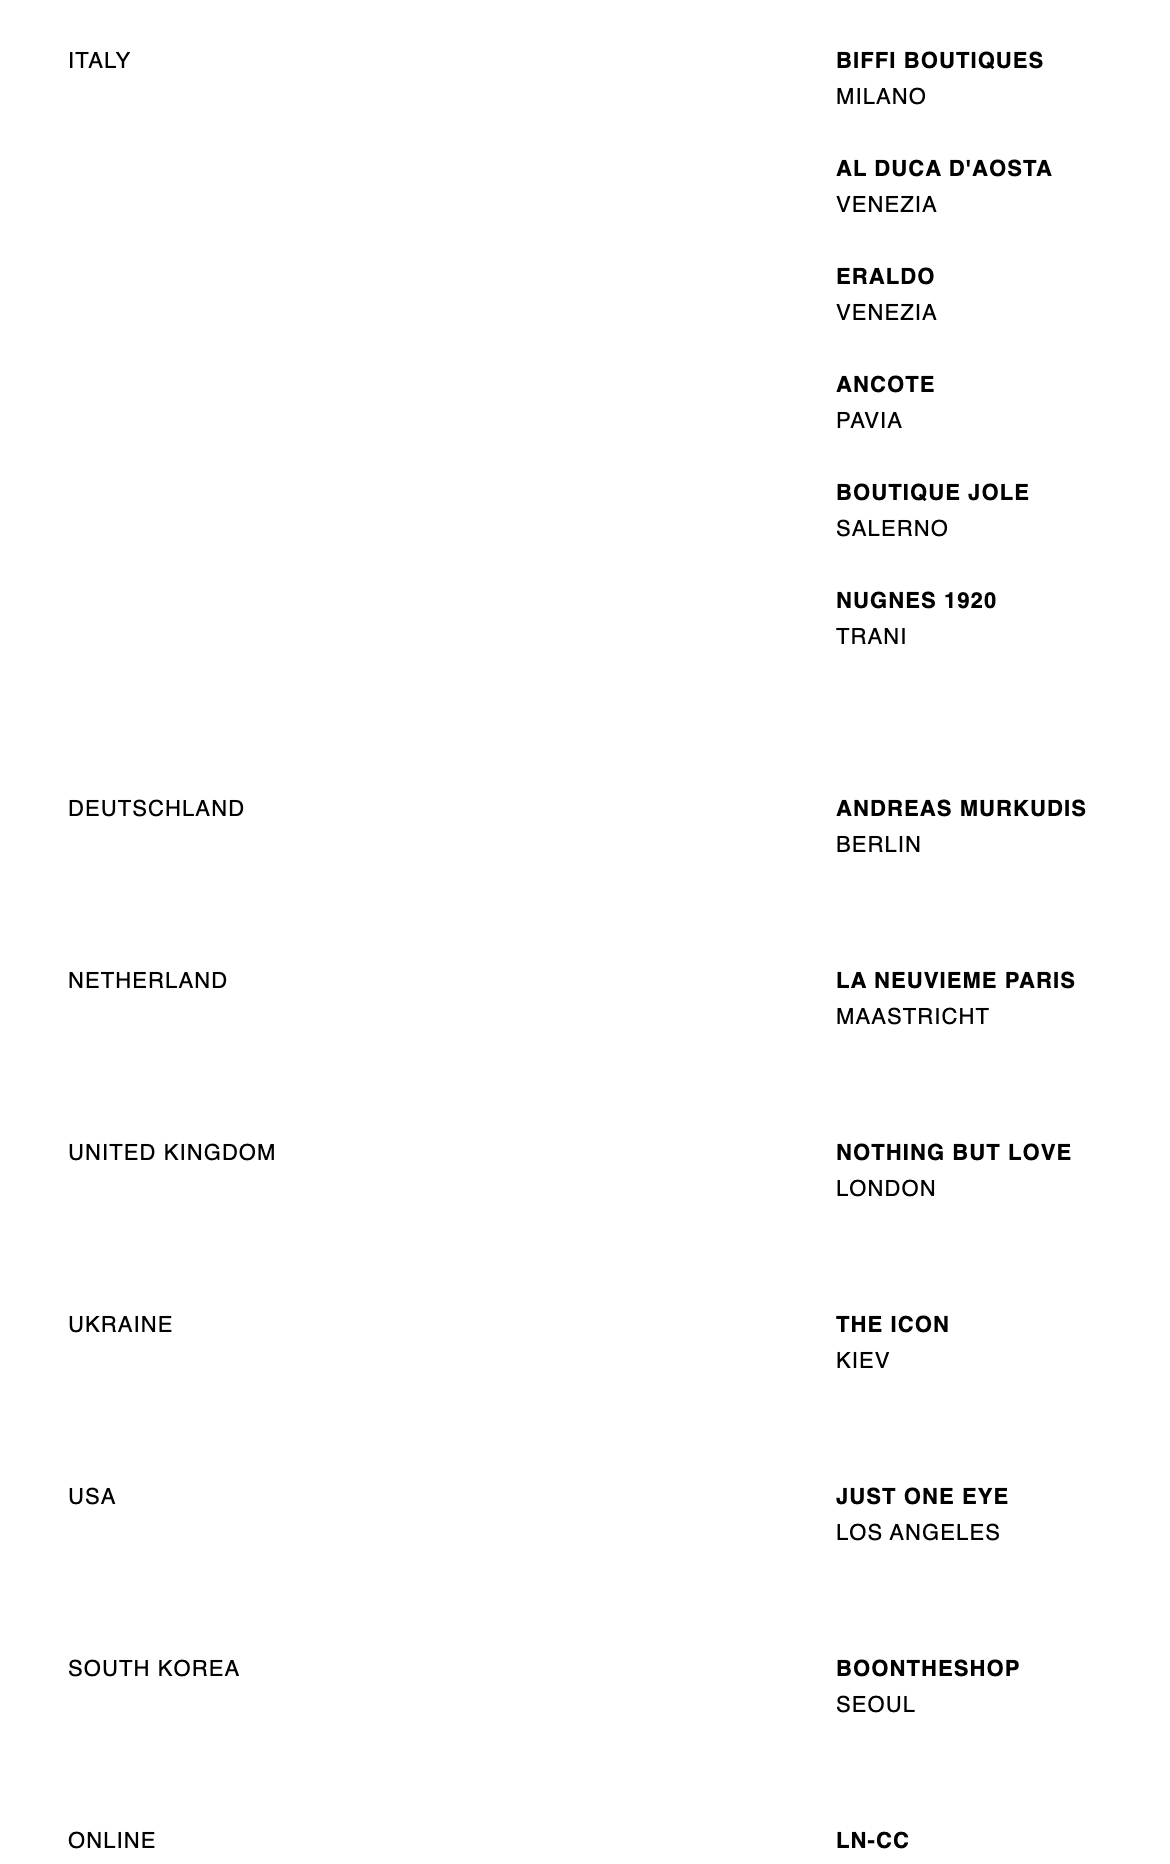 ITALY
BIFFI BOUTIQUES
MILANO
AL DUCA D'AOSTA
VENEZIA
ERALDO
VENEZIA
ANCOTE
PAVIA
BOUTIQUE JOLE
SALERNO
NUGNES 1920
TRANI
DEUTSCHLAND
ANDREAS MURKUDIS
BERLIN
NETHERLAND
LA NEUVIEME PARIS
MAASTRICHT
UNITED KINGDOM
NOTHING BUT LOVE
LONDON
UKRAINE
THE ICON
KIEV
USA
JUST ONE EYE
LOS ANGELES
SOUTH KOREA
BOONTHESHOP
SEOUL
ONLINE
LN-CC